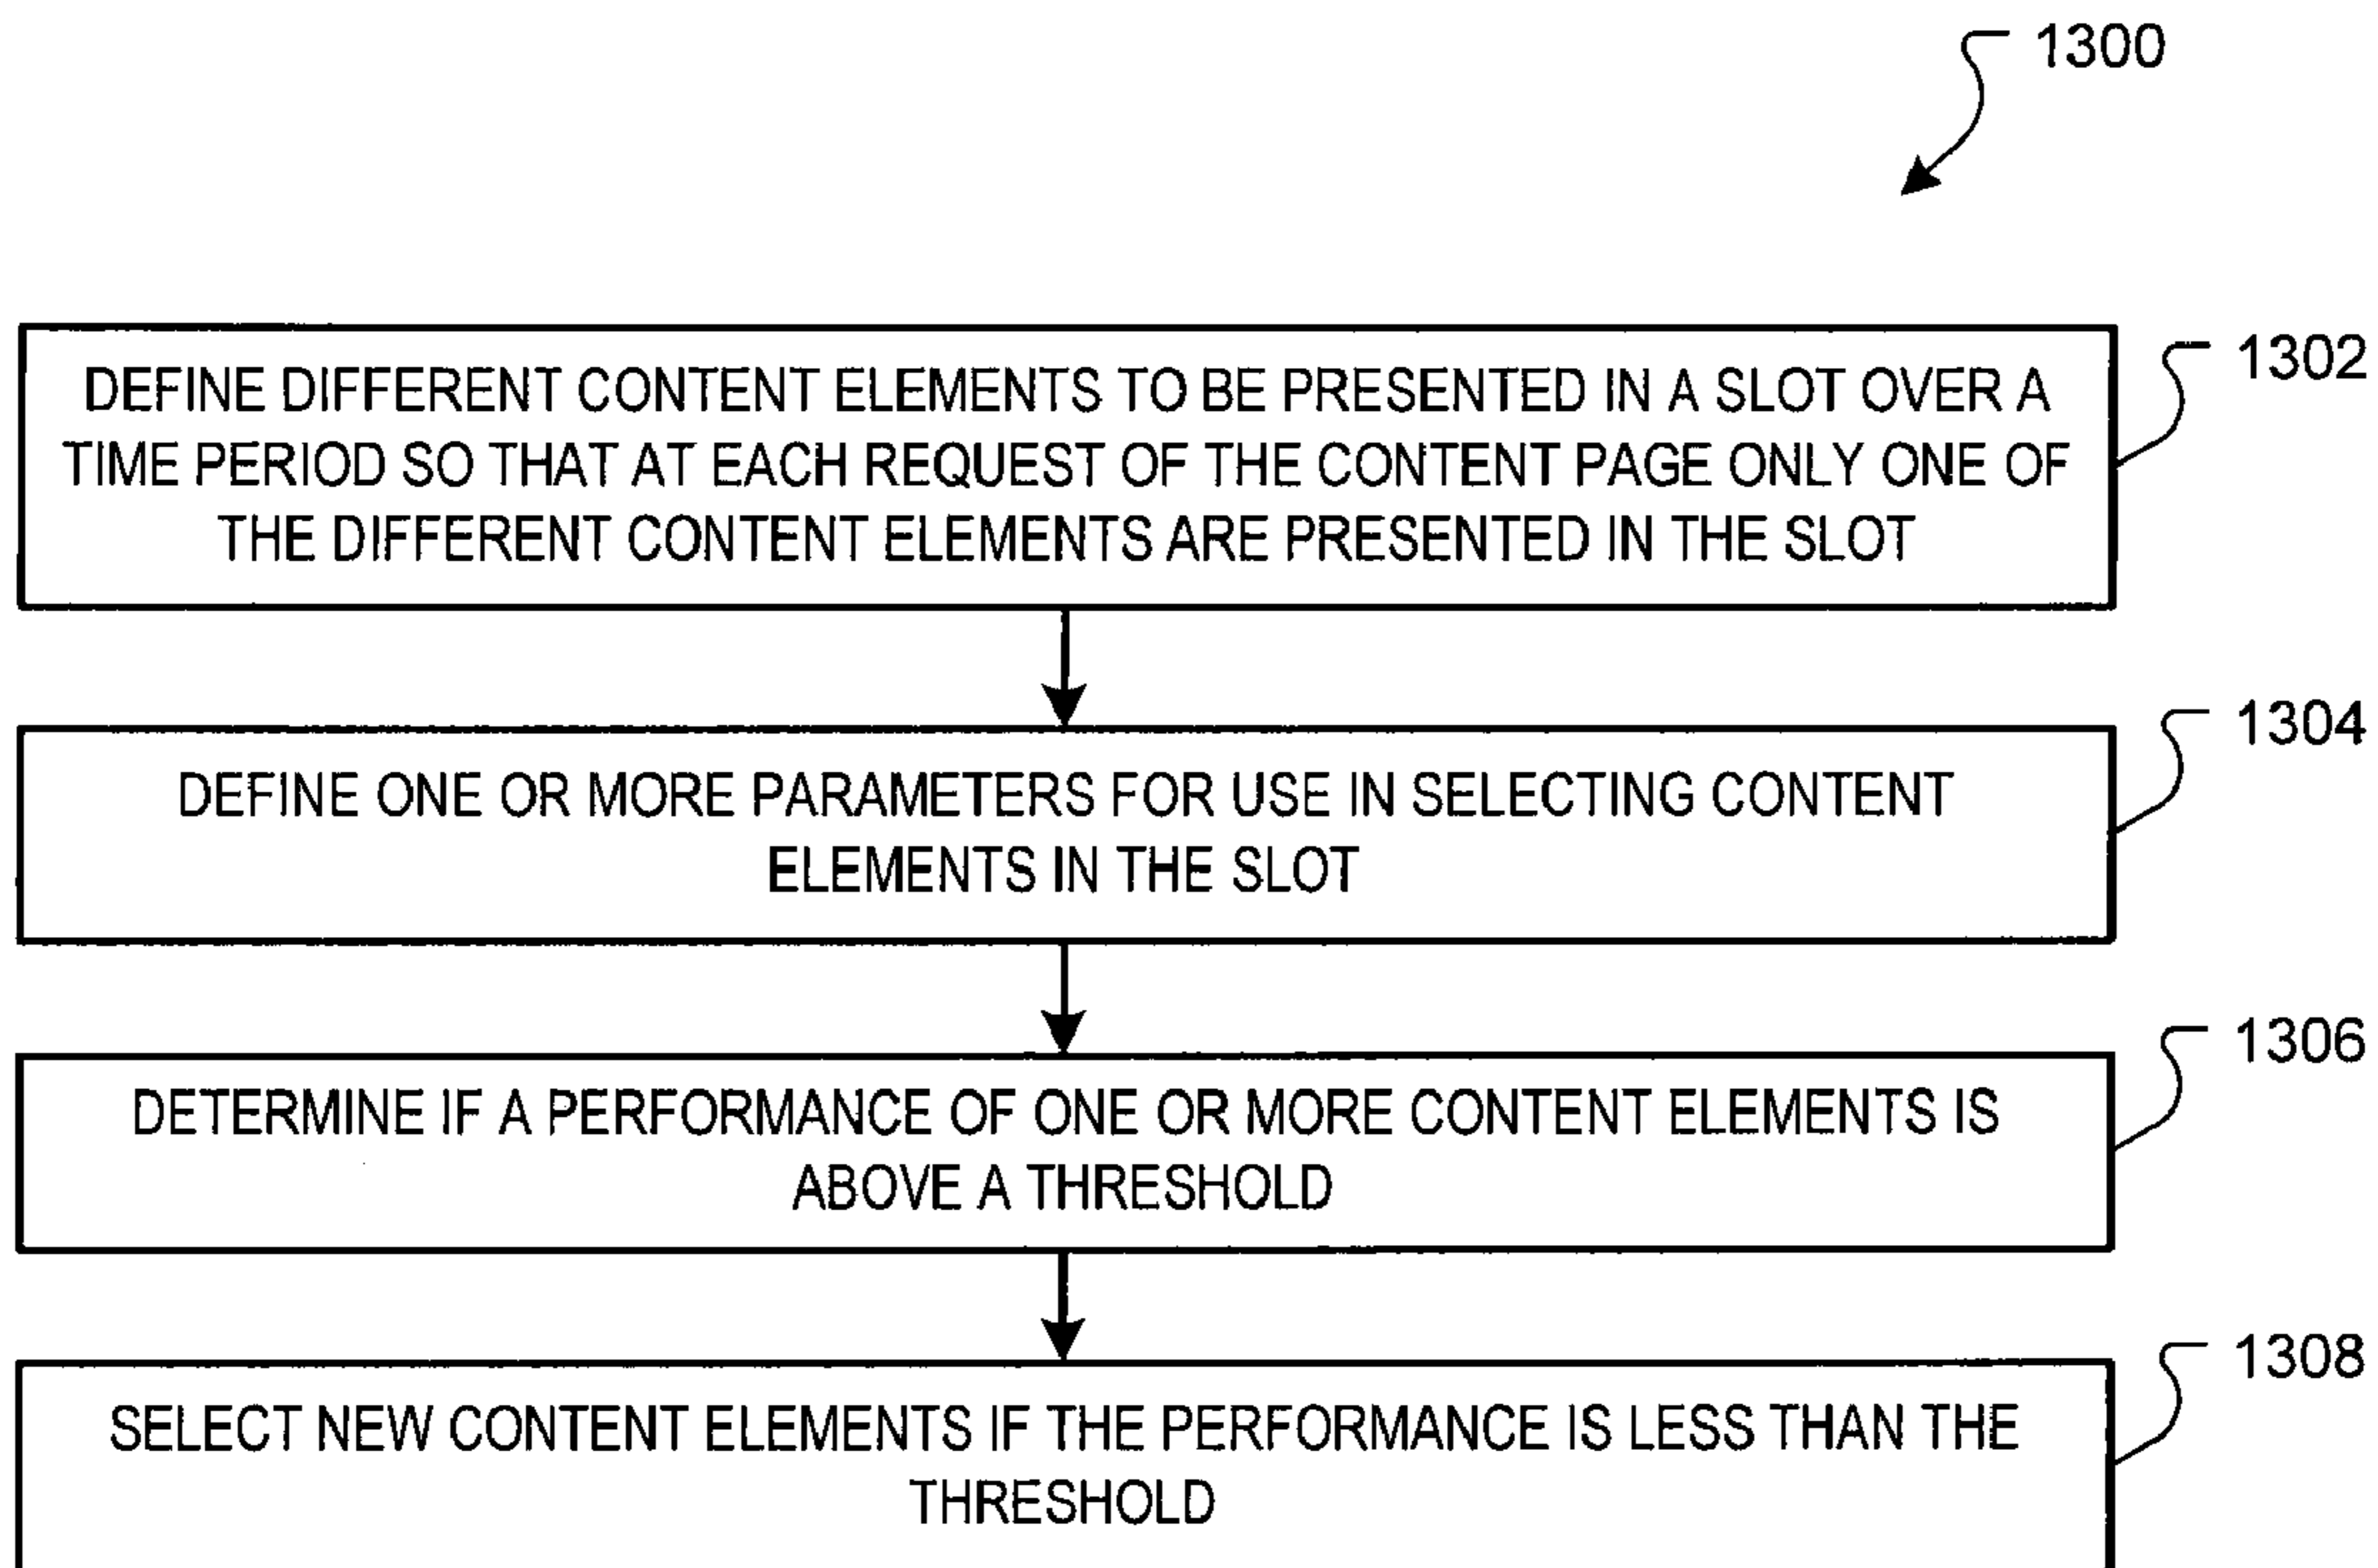 1300
1302
DEFINE DIFFERENT CONTENT ELEMENTS TO BE PRESENTED IN A SLOT OVER A
TIME PERIOD SO THAT AT EACH REQUEST OF THE CONTENT PAGE ONLY ONE OF
THE DIFFERENT CONTENT ELEMENTS ARE PRESENTED IN THE SLOT
1304
DEFINE ONE OR MORE PARAMETERS FOR USE IN SELECTING CONTENT
ELEMENTS IN THE SLOT
1306
DETERMINE IF A PERFORMANCE OF ONE OR MORE CONTENT ELEMENTS IS
ABOVE A THRESHOLD
1308
SELECT NEW CONTENT ELEMENTS IF THE PERFORMANCE IS LESS THAN THE
THRESHOLD